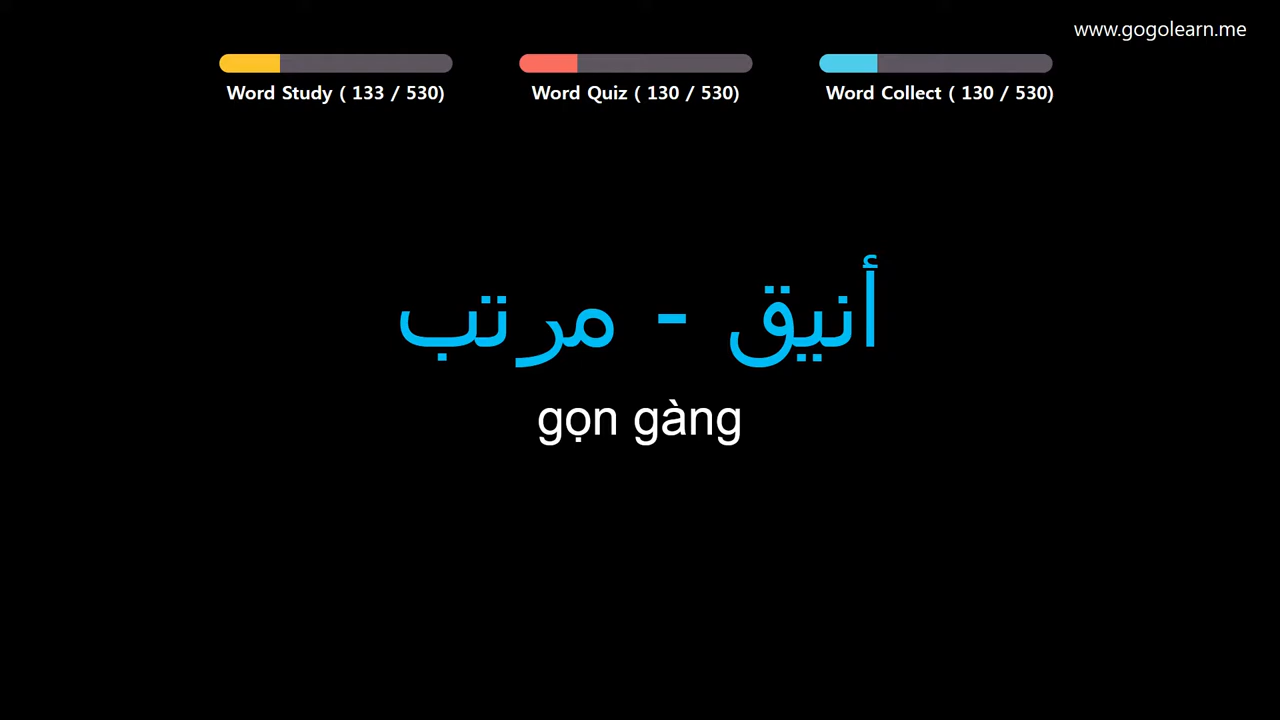 www.gogolearn.me
Word Study ( 133 / 530)
Word Quiz ( 130 / 530)
Word Collect ( 130 / 530)
أنيق - مرتب
gọn gàng